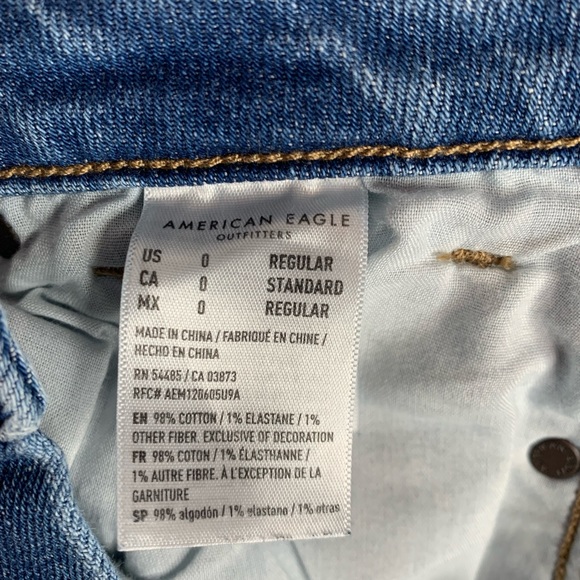 AMERICAN EAGLE
OUTFITTERS
US 0 REGULAR
CA 0 STANDARD
MX 0 REGULAR
MADE IN CHINA / FABRIQUÉ EN CHINE /
HECHO EN CHINA
RN 54485 / CA 03873
RFC# AEM120605U9A
EN 98% COTTON / 1% ELASTANE / 1%
OTHER FIBER. EXCLUSIVE OF DECORATION
FR 98% COTON / 1% ÉLASTHANNE /
1% AUTRE FIBRE. À L'EXCEPTION DE LA
GARNITURE
SP 98% algodón / 1% elastano / 1% otras